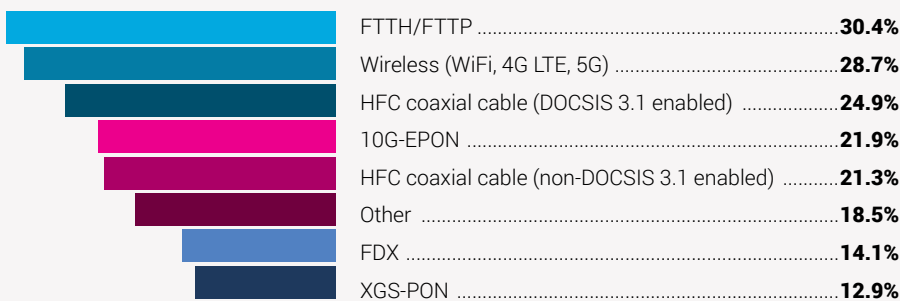 FTTH/FTTP ........................................................30.4%
Wireless (WiFi, 4G LTE, 5G) ..................................28.7%
HFC coaxial cable (DOCSIS 3.1 enabled) ...............24.9%
10G-EPON ........................................................21.9%
HFC coaxial cable (non-DOCSIS 3.1 enabled) ........21.3%
Other ...............................................................18.5%
FDX .................................................................14.1%
XGS-PON ..........................................................12.9%